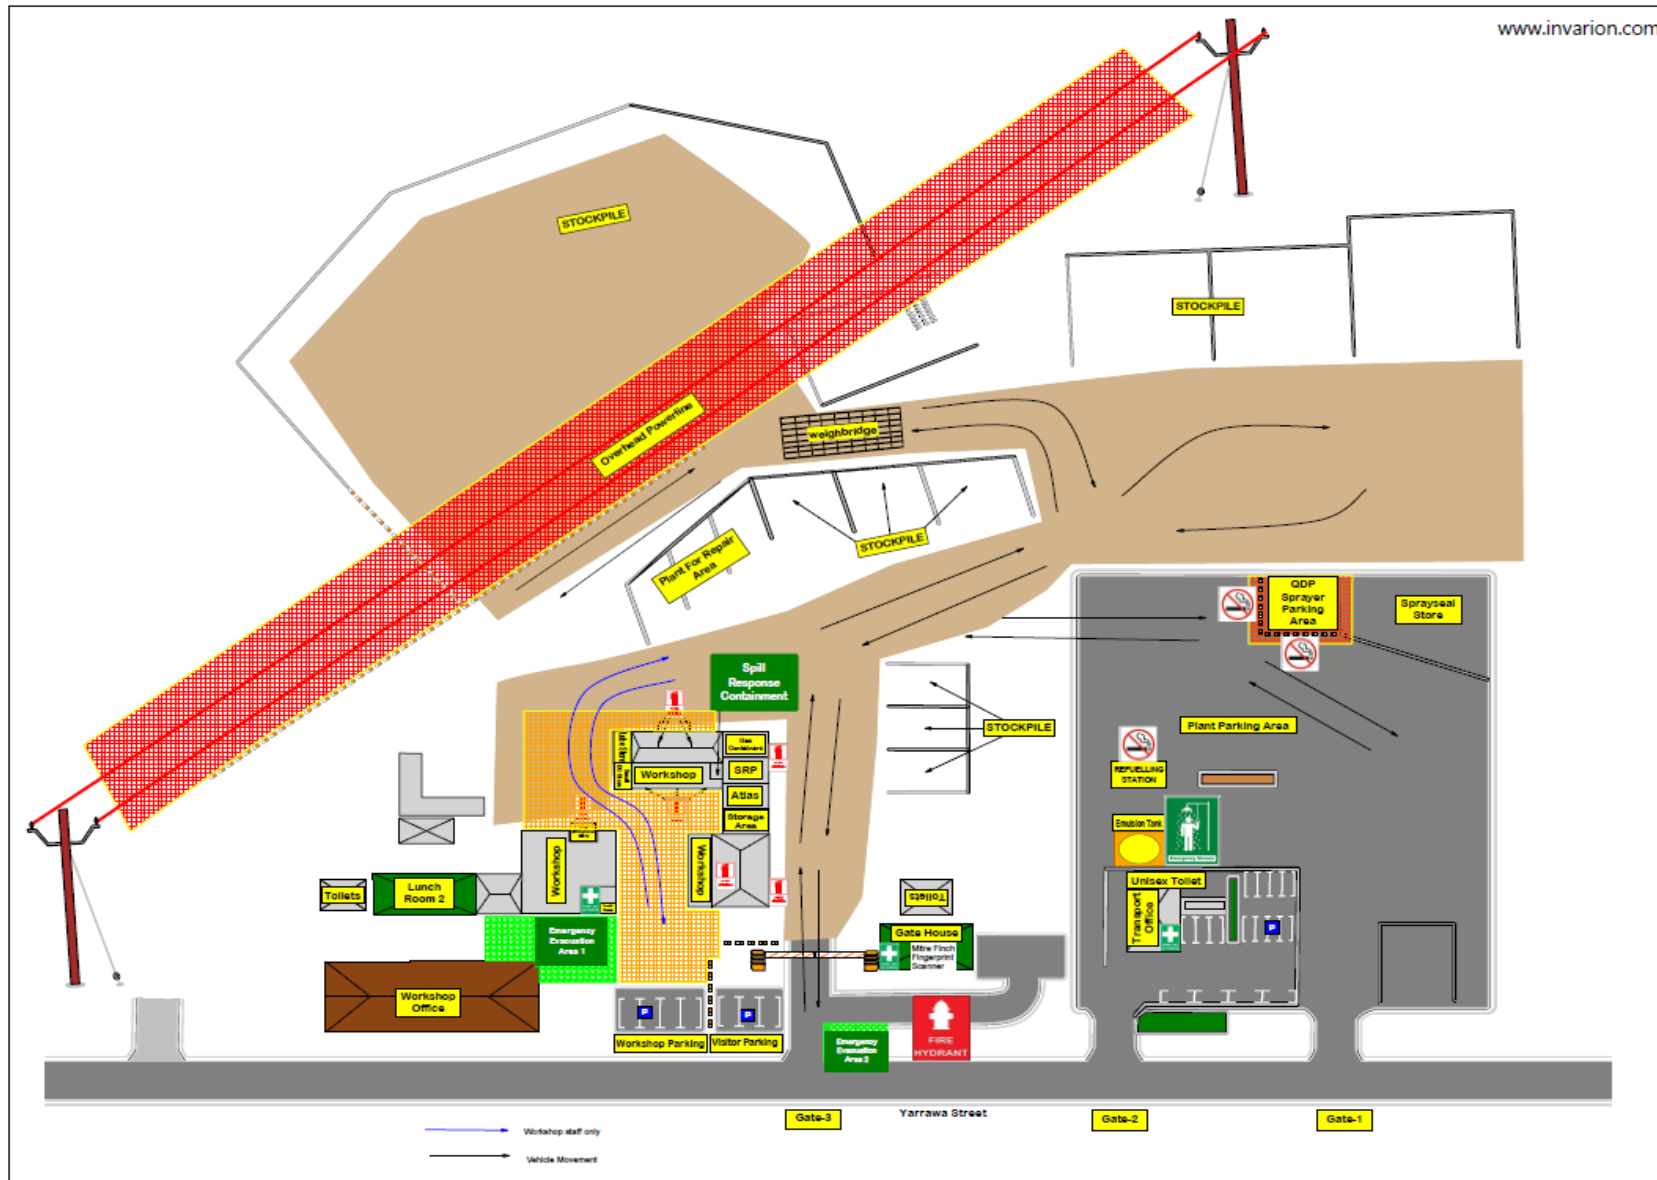 www.invarion.com
STOCKPILE
STOCKPILE
Overhead Powerline
weighbridge
STOCKPILE
Plant For Repair
Area
QDP
Sprayer
Parking
Area
Sprayseal
Store
Spill
Response
Containment
STOCKPILE
Plant Parking Area
REFUELLING
STATION
Gas
Containers
Workshop
SRP
Atlas
Storage
Area
Emulsion Tank
Emergency Shower
Workshop
Workshop
Lunch
Room 2
Toilets
Toilets
Unisex Toilet
Transport
Office
P
Emergency
Evacuation
Area 1
Gate House
Mitre Finch
Fingerprint
Scanner
Workshop
Office
P
P
Workshop Parking
Visitor Parking
Emergency
Evacuation
Area 2
FIRE
HYDRANT
Gate-3
Yarrawa Street
Gate-2
Gate-1
Workshop staff only
Vehicle Movement